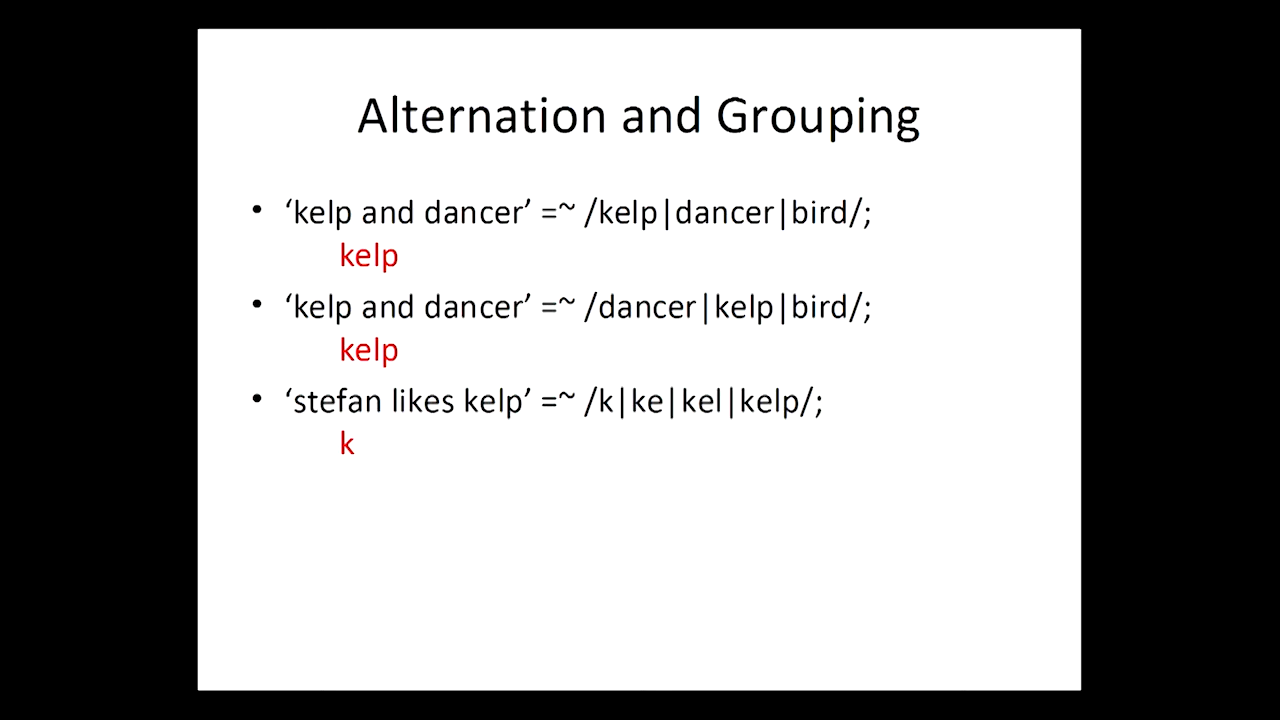 Alternation and Grouping
• ‘kelp and dancer’ =~ /kelp|dancer|bird/;
kelp
• ‘kelp and dancer’ =~ /dancer|kelp|bird/;
kelp
• ‘stefan likes kelp’ =~ /k|ke|kel|kelp/;
k